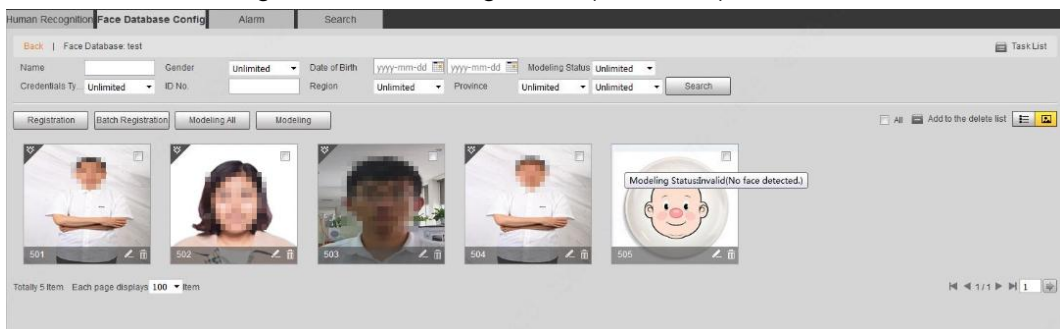 Human Recognition Face Database Config Alarm Search
Back | Face Database: test Task List
Name Gender Unlimited Date of Birth yyyy-mm-dd yyyy-mm-dd Modeling Status Unlimited
Credentials Ty... Unlimited ID No. Region Unlimited Province Unlimited Unlimited Search
Registration Batch Registration Modeling All Modeling All Add to the delete list
Modeling Status:Invalid(No face detected.)
501 502 503 504 505
Totally 5 Item Each page displays 100 Item 1/1 1